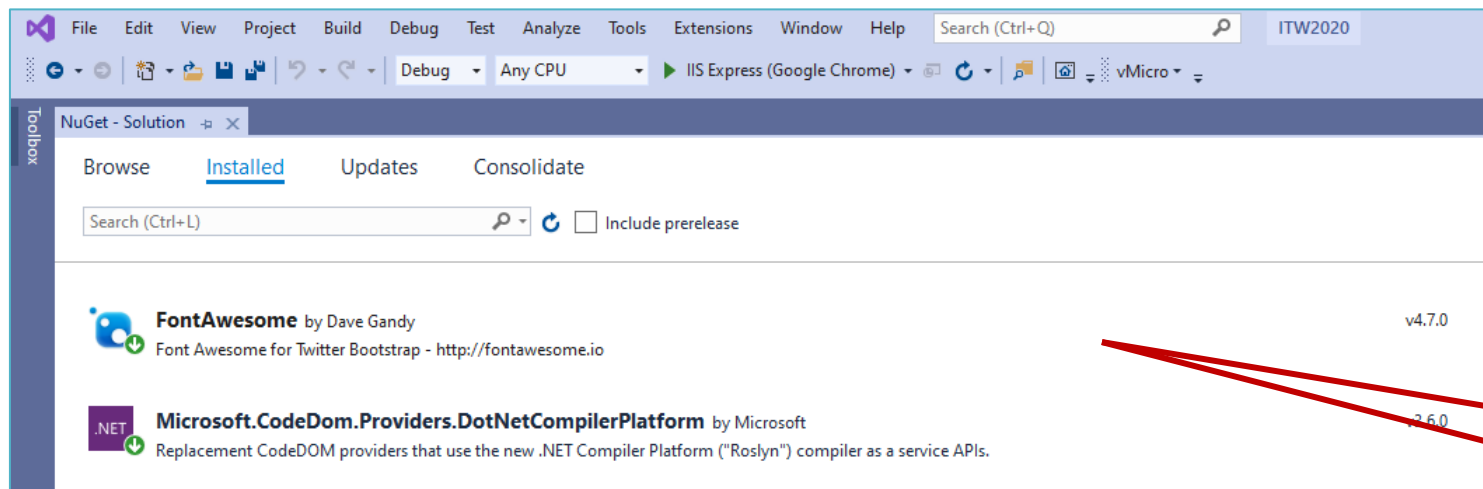 File Edit View Project Build Debug Test Analyze Tools Extensions Window Help Search (Ctrl+Q) ITW2020
Debug Any CPU IIS Express (Google Chrome) vMicro
Toolbox
NuGet - Solution
Browse Installed Updates Consolidate
Search (Ctrl+L) Include prerelease
FontAwesome by Dave Gandy v4.7.0
Font Awesome for Twitter Bootstrap - http://fontawesome.io
.NET Microsoft.CodeDom.Providers.DotNetCompilerPlatform by Microsoft
Replacement CodeDOM providers that use the new .NET Compiler Platform ("Roslyn") compiler as a service APIs.